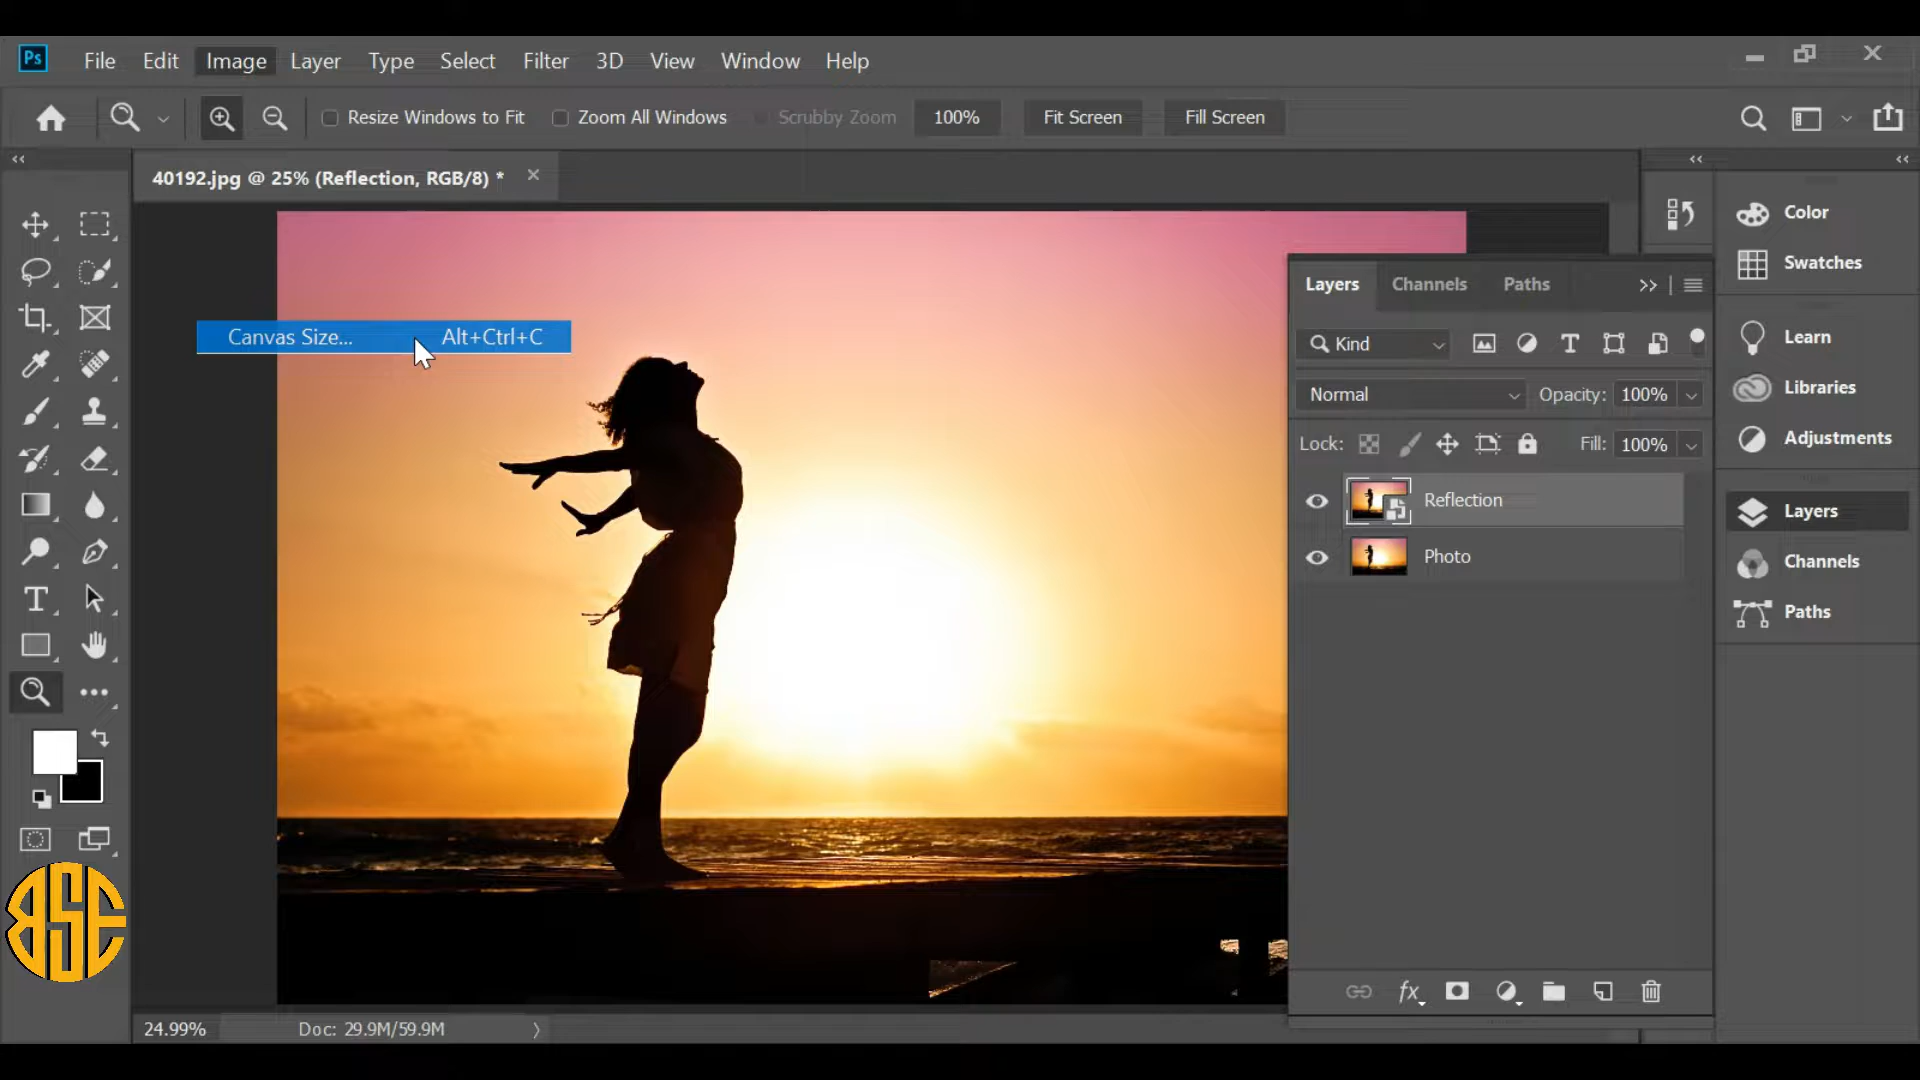 Ps File Edit Image Layer Type Select Filter 3D View Window Help
Resize Windows to Fit Zoom All Windows Scrubby Zoom 100% Fit Screen Fill Screen
40192.jpg @ 25% (Reflection, RGB/8) *
Canvas Size... Alt+Ctrl+C
Layers Channels Paths
Kind
Normal Opacity: 100%
Lock: Fill: 100%
Reflection
Photo
fx
Color
Swatches
Learn
Libraries
Adjustments
Layers
Channels
Paths
BSE
24.99% Doc: 29.9M/59.9M